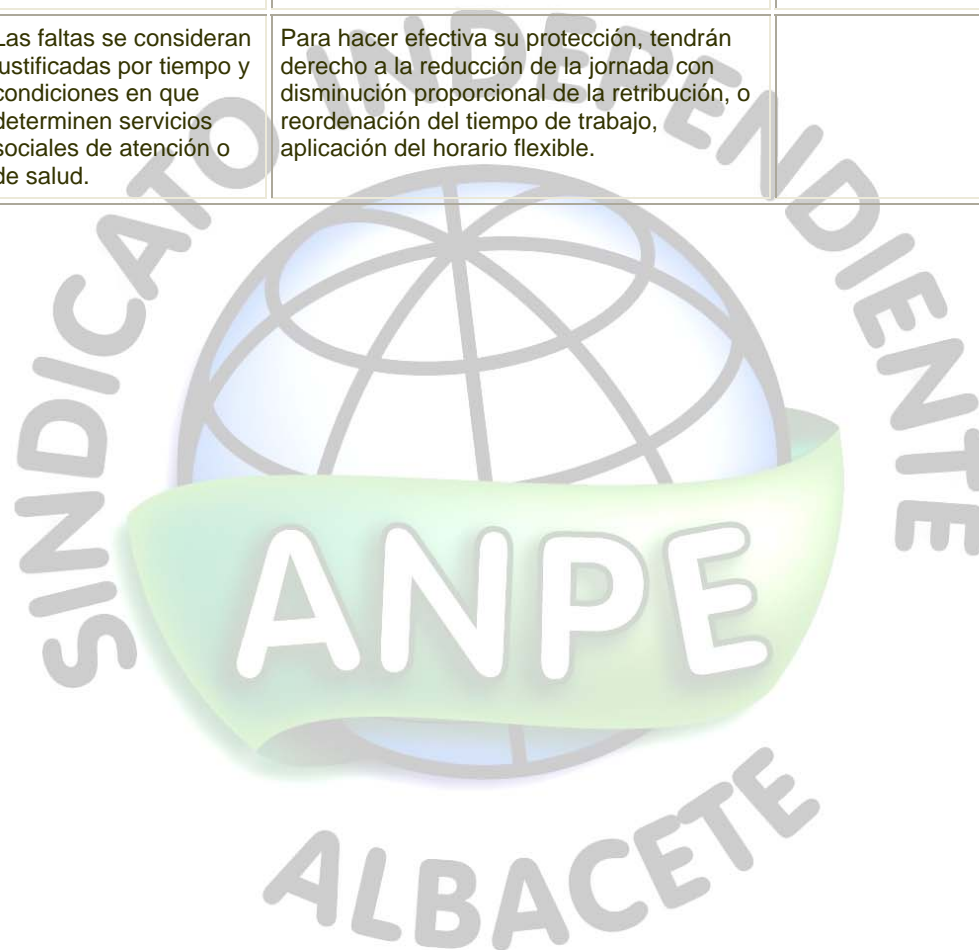 Las faltas se consideran
justificadas por tiempo y
condiciones en que
determinen servicios
sociales de atención o
de salud.
Para hacer efectiva su protección, tendrán
derecho a la reducción de la jornada con
disminución proporcional de la retribución, o
reordenación del tiempo de trabajo,
aplicación del horario flexible.
SINDICATO INDEPENDIENTE
ANPE
ALBACETE